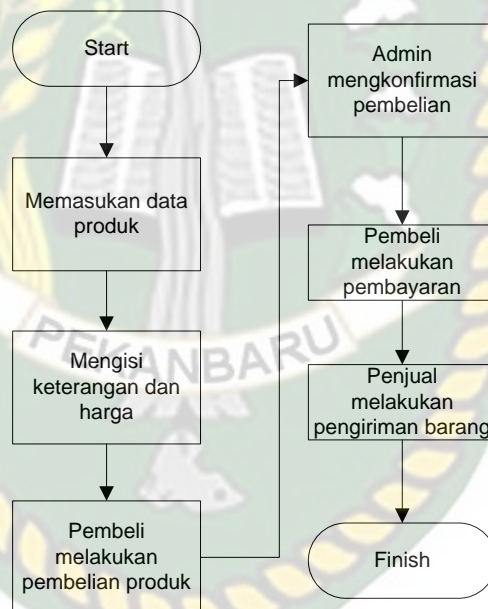 Start
Memasukan data
produk
Mengisi
keterangan dan
harga
Pembeli
melakukan
pembelian produk
Admin
mengkonfirmasi
pembelian
Pembeli
melakukan
pembayaran
Penjual
melakukan
pengiriman barang
Finish
PEKANBARU